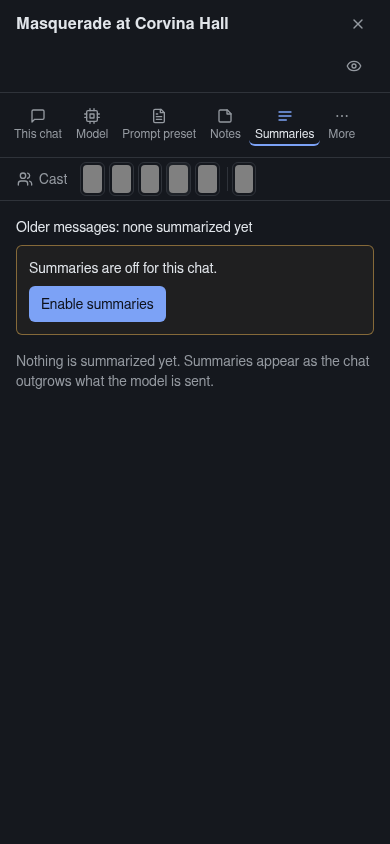 Masquerade at Corvina Hall
This chat
Model
Prompt preset
Notes
Summaries
More
Cast
Older messages: none summarized yet
Summaries are off for this chat.
Enable summaries
Nothing is summarized yet. Summaries appear as the chat
outgrows what the model is sent.